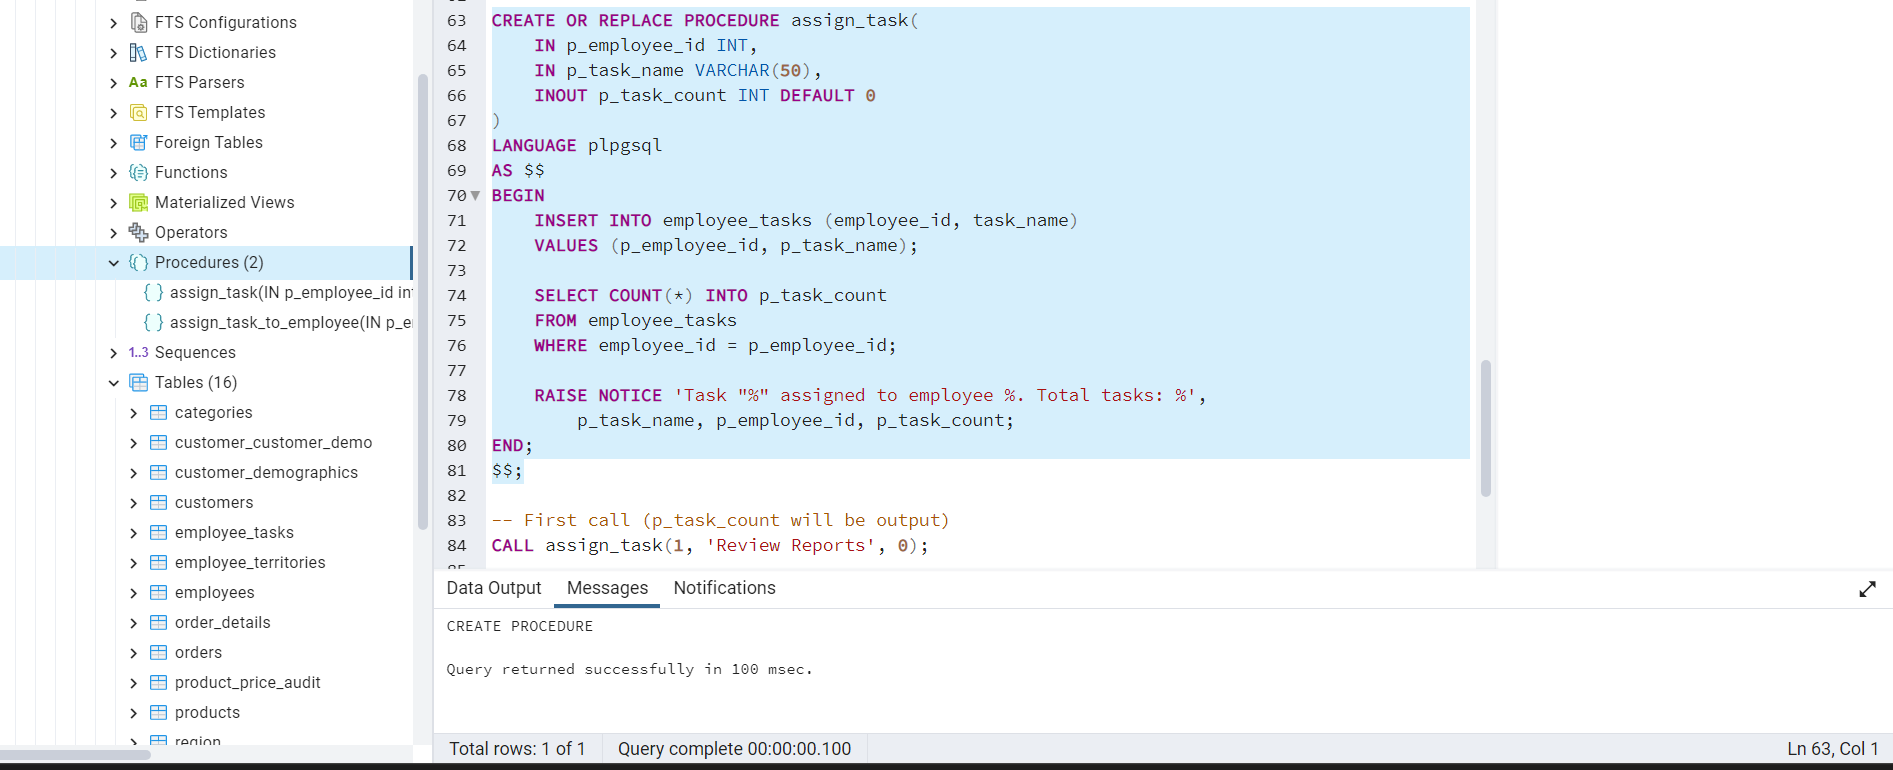 FTS Configurations
FTS Dictionaries
Aa FTS Parsers
FTS Templates
Foreign Tables
Functions
Materialized Views
Operators
Procedures (2)
assign_task(IN p_employee_id in
assign_task_to_employee(IN p_e
1..3 Sequences
Tables (16)
categories
customer_customer_demo
customer_demographics
customers
employee_tasks
employee_territories
employees
order_details
orders
product_price_audit
products
region
63 CREATE OR REPLACE PROCEDURE assign_task(
64     IN p_employee_id INT,
65     IN p_task_name VARCHAR(50),
66     INOUT p_task_count INT DEFAULT 0
67 )
68 LANGUAGE plpgsql
69 AS $$
70 BEGIN
71     INSERT INTO employee_tasks (employee_id, task_name)
72     VALUES (p_employee_id, p_task_name);
73
74     SELECT COUNT(*) INTO p_task_count
75     FROM employee_tasks
76     WHERE employee_id = p_employee_id;
77
78     RAISE NOTICE 'Task "%" assigned to employee %. Total tasks: %',
79         p_task_name, p_employee_id, p_task_count;
80 END;
81 $$;
82
83 -- First call (p_task_count will be output)
84 CALL assign_task(1, 'Review Reports', 0);
Data Output Messages Notifications
CREATE PROCEDURE
Query returned successfully in 100 msec.
Total rows: 1 of 1 Query complete 00:00:00.100 Ln 63, Col 1